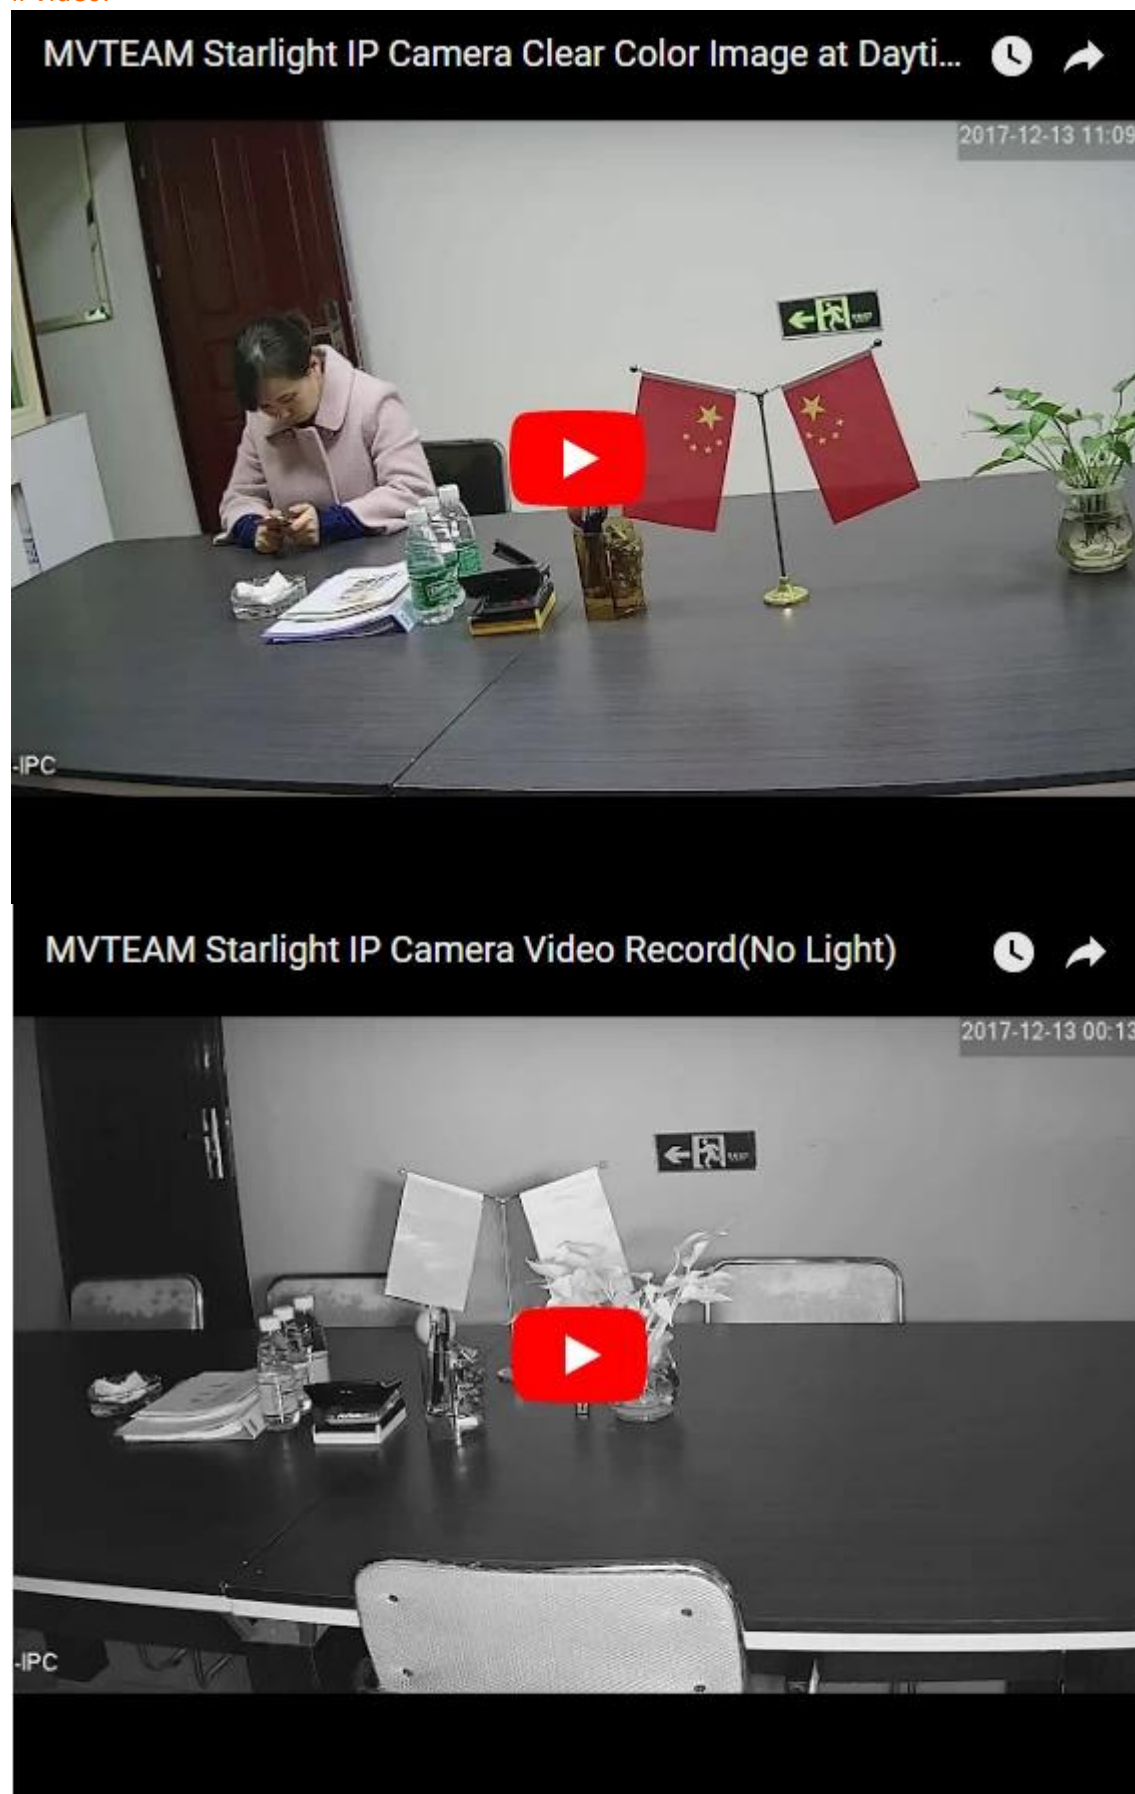 MVTEAM Starlight IP Camera Clear Color Image at Dayti...
2017-12-13 11:09
-IPC
MVTEAM Starlight IP Camera Video Record(No Light)
2017-12-13 00:13
-IPC